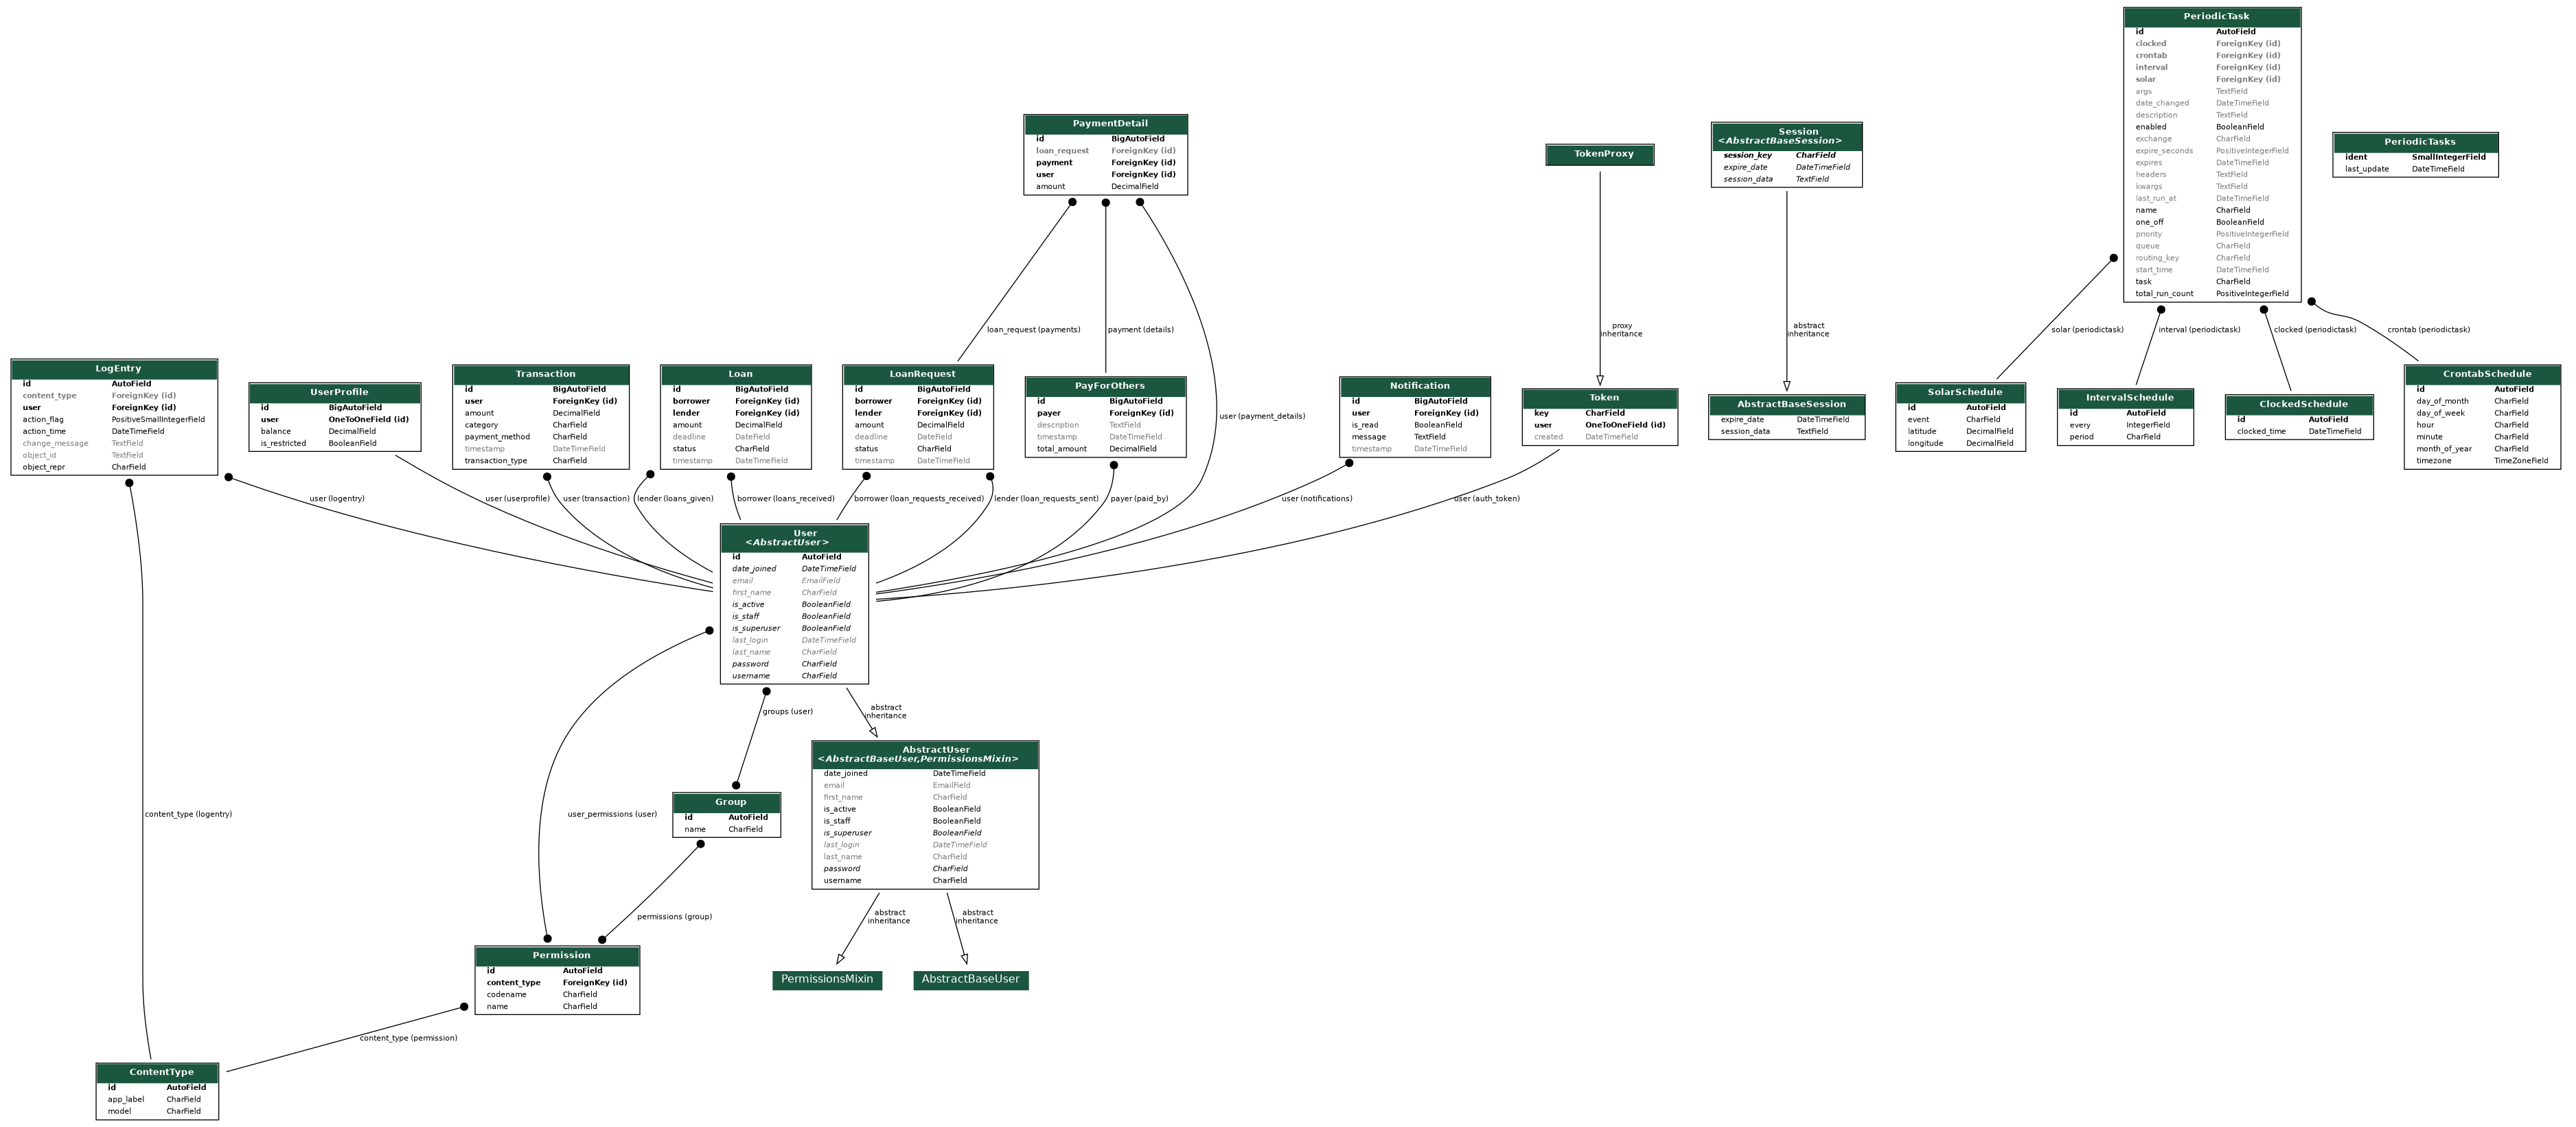 PeriodicTask
id AutoField
clocked ForeignKey (id)
crontab ForeignKey (id)
interval ForeignKey (id)
solar ForeignKey (id)
args TextField
date_changed DateTimeField
description TextField
enabled BooleanField
exchange CharField
expire_seconds PositiveIntegerField
expires DateTimeField
headers TextField
kwargs TextField
last_run_at DateTimeField
name CharField
one_off BooleanField
priority PositiveIntegerField
queue CharField
routing_key CharField
start_time DateTimeField
task CharField
total_run_count PositiveIntegerField
PaymentDetail
id BigAutoField
loan_request ForeignKey (id)
payment ForeignKey (id)
user ForeignKey (id)
amount DecimalField
TokenProxy
Session
<AbstractBaseSession>
session_key CharField
expire_date DateTimeField
session_data TextField
PeriodicTasks
ident SmallIntegerField
last_update DateTimeField
loan_request (payments)
payment (details)
user (payment_details)
proxy
inheritance
abstract
inheritance
solar (periodictask)
interval (periodictask)
clocked (periodictask)
crontab (periodictask)
LogEntry
id AutoField
content_type ForeignKey (id)
user ForeignKey (id)
action_flag PositiveSmallIntegerField
action_time DateTimeField
change_message TextField
object_id TextField
object_repr CharField
UserProfile
id BigAutoField
user OneToOneField (id)
balance DecimalField
is_restricted BooleanField
Transaction
id BigAutoField
user ForeignKey (id)
amount DecimalField
category CharField
payment_method CharField
timestamp DateTimeField
transaction_type CharField
Loan
id BigAutoField
borrower ForeignKey (id)
lender ForeignKey (id)
amount DecimalField
deadline DateField
status CharField
timestamp DateTimeField
LoanRequest
id BigAutoField
borrower ForeignKey (id)
lender ForeignKey (id)
amount DecimalField
deadline DateField
status CharField
timestamp DateTimeField
PayForOthers
id BigAutoField
payer ForeignKey (id)
description TextField
timestamp DateTimeField
total_amount DecimalField
Notification
id BigAutoField
user ForeignKey (id)
is_read BooleanField
message TextField
timestamp DateTimeField
Token
key CharField
user OneToOneField (id)
created DateTimeField
AbstractBaseSession
expire_date DateTimeField
session_data TextField
SolarSchedule
id AutoField
event CharField
latitude DecimalField
longitude DecimalField
IntervalSchedule
id AutoField
every IntegerField
period CharField
ClockedSchedule
id AutoField
clocked_time DateTimeField
CrontabSchedule
id AutoField
day_of_month CharField
day_of_week CharField
hour CharField
minute CharField
month_of_year CharField
timezone TimeZoneField
user (logentry)
user (userprofile)
user (transaction)
lender (loans_given)
borrower (loans_received)
borrower (loan_requests_received)
lender (loan_requests_sent)
payer (paid_by)
user (notifications)
user (auth_token)
User
<AbstractUser>
id AutoField
date_joined DateTimeField
email EmailField
first_name CharField
is_active BooleanField
is_staff BooleanField
is_superuser BooleanField
last_login DateTimeField
last_name CharField
password CharField
username CharField
groups (user)
abstract
inheritance
AbstractUser
<AbstractBaseUser,PermissionsMixin>
date_joined DateTimeField
email EmailField
first_name CharField
is_active BooleanField
is_staff BooleanField
is_superuser BooleanField
last_login DateTimeField
last_name CharField
password CharField
username CharField
Group
id AutoField
name CharField
content_type (logentry)
user_permissions (user)
permissions (group)
abstract
inheritance
abstract
inheritance
Permission
id AutoField
content_type ForeignKey (id)
codename CharField
name CharField
PermissionsMixin
AbstractBaseUser
content_type (permission)
ContentType
id AutoField
app_label CharField
model CharField